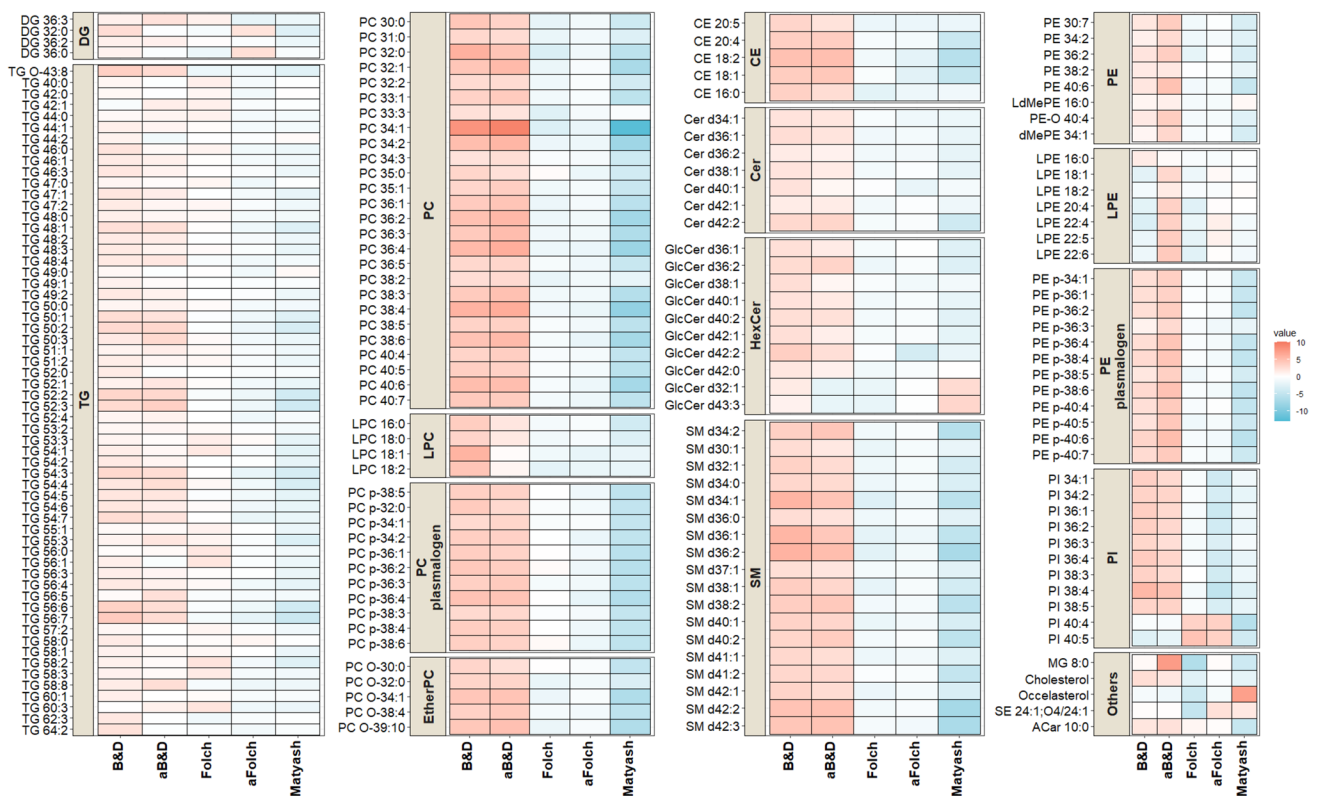 DG 36:3
DG 32:0
DG 36:2
DG 36:0
DG
TG O-43:8
TG 40:0
TG 42:0
TG 42:1
TG 44:0
TG 44:1
TG 44:2
TG 46:0
TG 46:1
TG 46:3
TG 47:0
TG 47:1
TG 47:2
TG 48:0
TG 48:1
TG 48:2
TG 48:3
TG 48:4
TG 49:0
TG 49:1
TG 49:2
TG 50:0
TG 50:1
TG 50:2
TG 50:3
TG 51:1
TG 51:2
TG 52:0
TG 52:1
TG 52:2
TG 52:3
TG 52:4
TG 53:2
TG 53:3
TG 54:1
TG 54:2
TG 54:3
TG 54:4
TG 54:5
TG 54:6
TG 54:7
TG 55:1
TG 55:3
TG 56:0
TG 56:1
TG 56:3
TG 56:4
TG 56:5
TG 56:6
TG 56:7
TG 57:2
TG 58:0
TG 58:1
TG 58:2
TG 58:3
TG 58:8
TG 60:1
TG 60:3
TG 62:3
TG 64:2
TG
B&D
aB&D
Folch
aFolch
Matyash
PC 30:0
PC 31:0
PC 32:0
PC 32:1
PC 32:2
PC 33:1
PC 33:3
PC 34:1
PC 34:2
PC 34:3
PC 35:0
PC 35:1
PC 36:1
PC 36:2
PC 36:3
PC 36:4
PC 36:5
PC 38:2
PC 38:3
PC 38:4
PC 38:5
PC 38:6
PC 40:4
PC 40:5
PC 40:6
PC 40:7
PC
LPC 16:0
LPC 18:0
LPC 18:1
LPC 18:2
LPC
PC p-38:5
PC p-32:0
PC p-34:1
PC p-34:2
PC p-36:1
PC p-36:2
PC p-36:3
PC p-36:4
PC p-38:3
PC p-38:4
PC p-38:6
PC
plasmalogen
PC O-30:0
PC O-32:0
PC O-34:1
PC O-38:4
PC O-39:10
EtherPC
B&D
aB&D
Folch
aFolch
Matyash
CE 20:5
CE 20:4
CE 18:2
CE 18:1
CE 16:0
CE
Cer d34:1
Cer d36:1
Cer d36:2
Cer d38:1
Cer d40:1
Cer d42:1
Cer d42:2
Cer
GlcCer d36:1
GlcCer d36:2
GlcCer d38:1
GlcCer d40:1
GlcCer d40:2
GlcCer d42:1
GlcCer d42:2
GlcCer d42:0
GlcCer d32:1
GlcCer d43:3
HexCer
SM d34:2
SM d30:1
SM d32:1
SM d34:0
SM d34:1
SM d36:0
SM d36:1
SM d36:2
SM d37:1
SM d38:1
SM d38:2
SM d40:1
SM d40:2
SM d41:1
SM d41:2
SM d42:1
SM d42:2
SM d42:3
SM
B&D
aB&D
Folch
aFolch
Matyash
PE 30:7
PE 34:2
PE 36:2
PE 38:2
PE 40:6
LdMePE 16:0
PE-O 40:4
dMePE 34:1
PE
LPE 16:0
LPE 18:1
LPE 18:2
LPE 20:4
LPE 22:4
LPE 22:5
LPE 22:6
LPE
PE p-34:1
PE p-36:1
PE p-36:2
PE p-36:3
PE p-36:4
PE p-38:4
PE p-38:5
PE p-38:6
PE p-40:4
PE p-40:5
PE p-40:6
PE p-40:7
PE
plasmalogen
PI 34:1
PI 34:2
PI 36:1
PI 36:2
PI 36:3
PI 36:4
PI 38:3
PI 38:4
PI 38:5
PI 40:4
PI 40:5
PI
MG 8:0
Cholesterol
Occelasterol
SE 24:1;O4/24:1
ACar 10:0
Others
B&D
aB&D
Folch
aFolch
Matyash
value
10
5
0
-5
-10